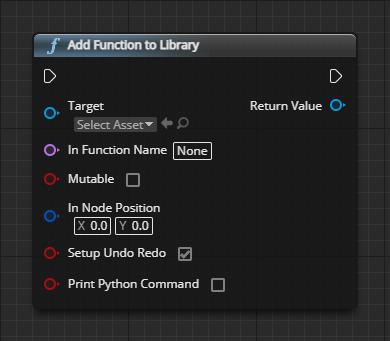 f Add Function to Library
Target
Return Value
Select Asset
In Function Name None
Mutable
In Node Position
X 0.0 Y 0.0
Setup Undo Redo
Print Python Command